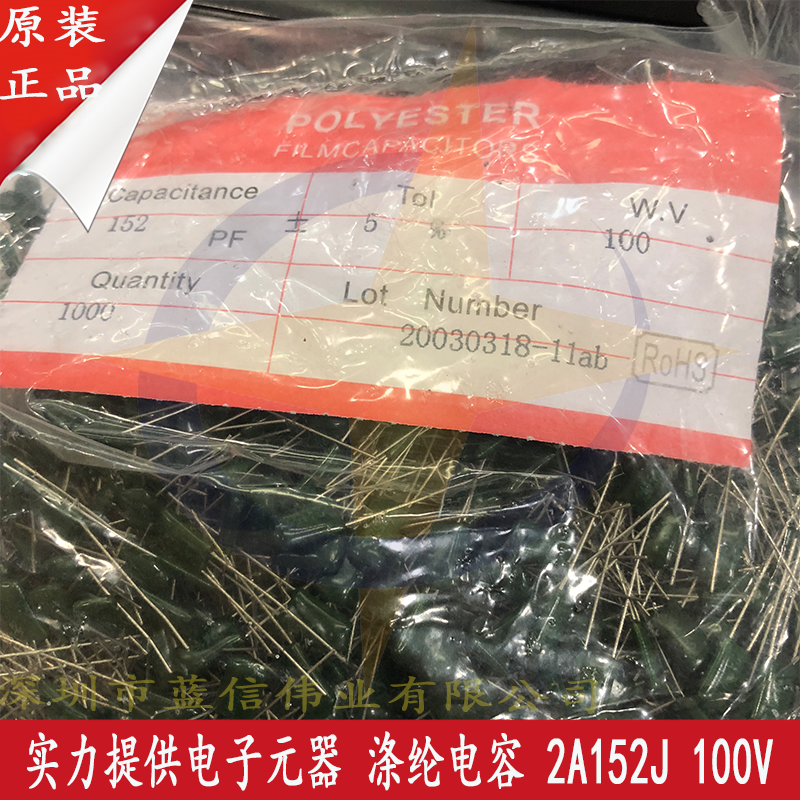 原装
正品
POLYESTER
FILMCAPACITORS
Capacitance Tol W.V
152 PF ± 5 % 100
Quantity Lot Number
1000 20030318-11ab RoHS
深圳市蓝信伟业有限公司
实力提供电子元器 涤纶电容 2A152J 100V